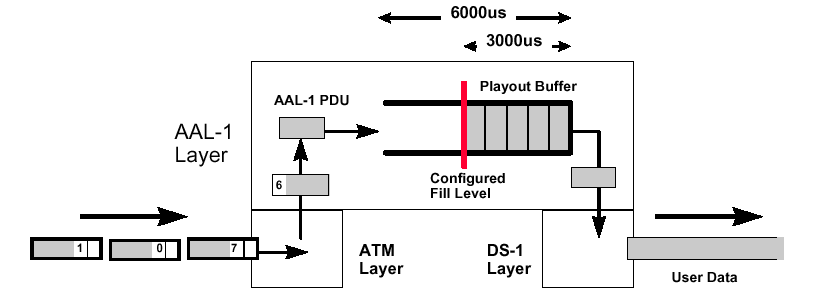 6000us
3000us
Playout Buffer
AAL-1 PDU
AAL-1
Layer
6
Configured
Fill Level
1
0
7
ATM
Layer
DS-1
Layer
User Data